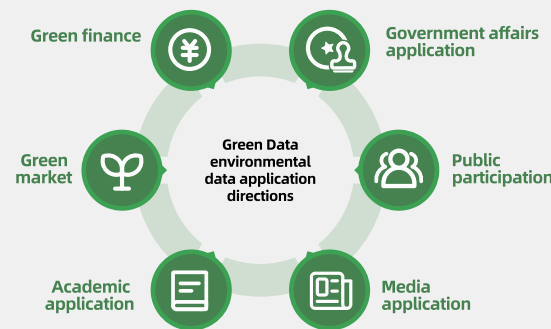 Green finance
Government affairs
application
Green
market
Green Data
environmental
data application
directions
Public
participation
Academic
application
Media
application